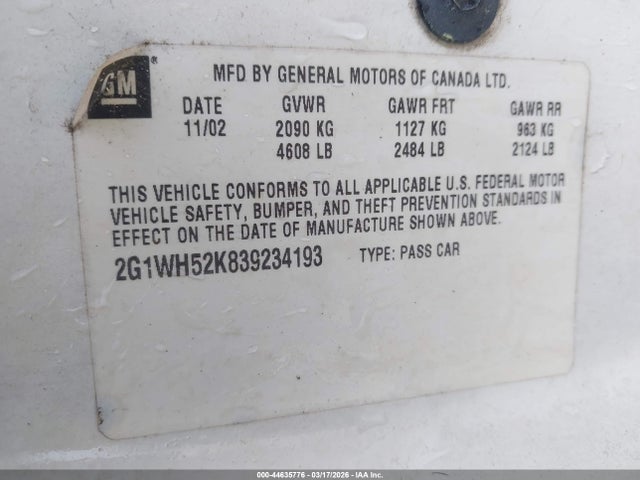 GM
MFD BY GENERAL MOTORS OF CANADA LTD.
DATE GVWR GAWR FRT GAWR RR
11/02 2090 KG 1127 KG 963 KG
4608 LB 2484 LB 2124 LB
THIS VEHICLE CONFORMS TO ALL APPLICABLE U.S. FEDERAL MOTOR
VEHICLE SAFETY, BUMPER, AND THEFT PREVENTION STANDARDS IN
EFFECT ON THE DATE OF MANUFACTURE SHOWN ABOVE.
2G1WH52K839234193 TYPE: PASS CAR
000-44635776 | 03/17/2026 | IAA Inc.